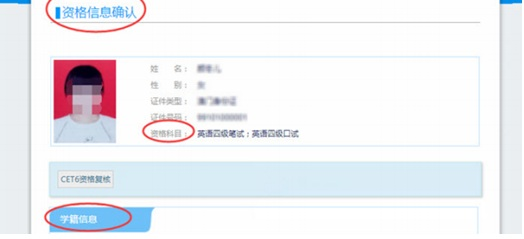 资格信息确认
姓 名：
性 别：女
证件类型：
证件号码：
资格科目：英语四级笔试；英语四级口试
CET6资格复核
学籍信息